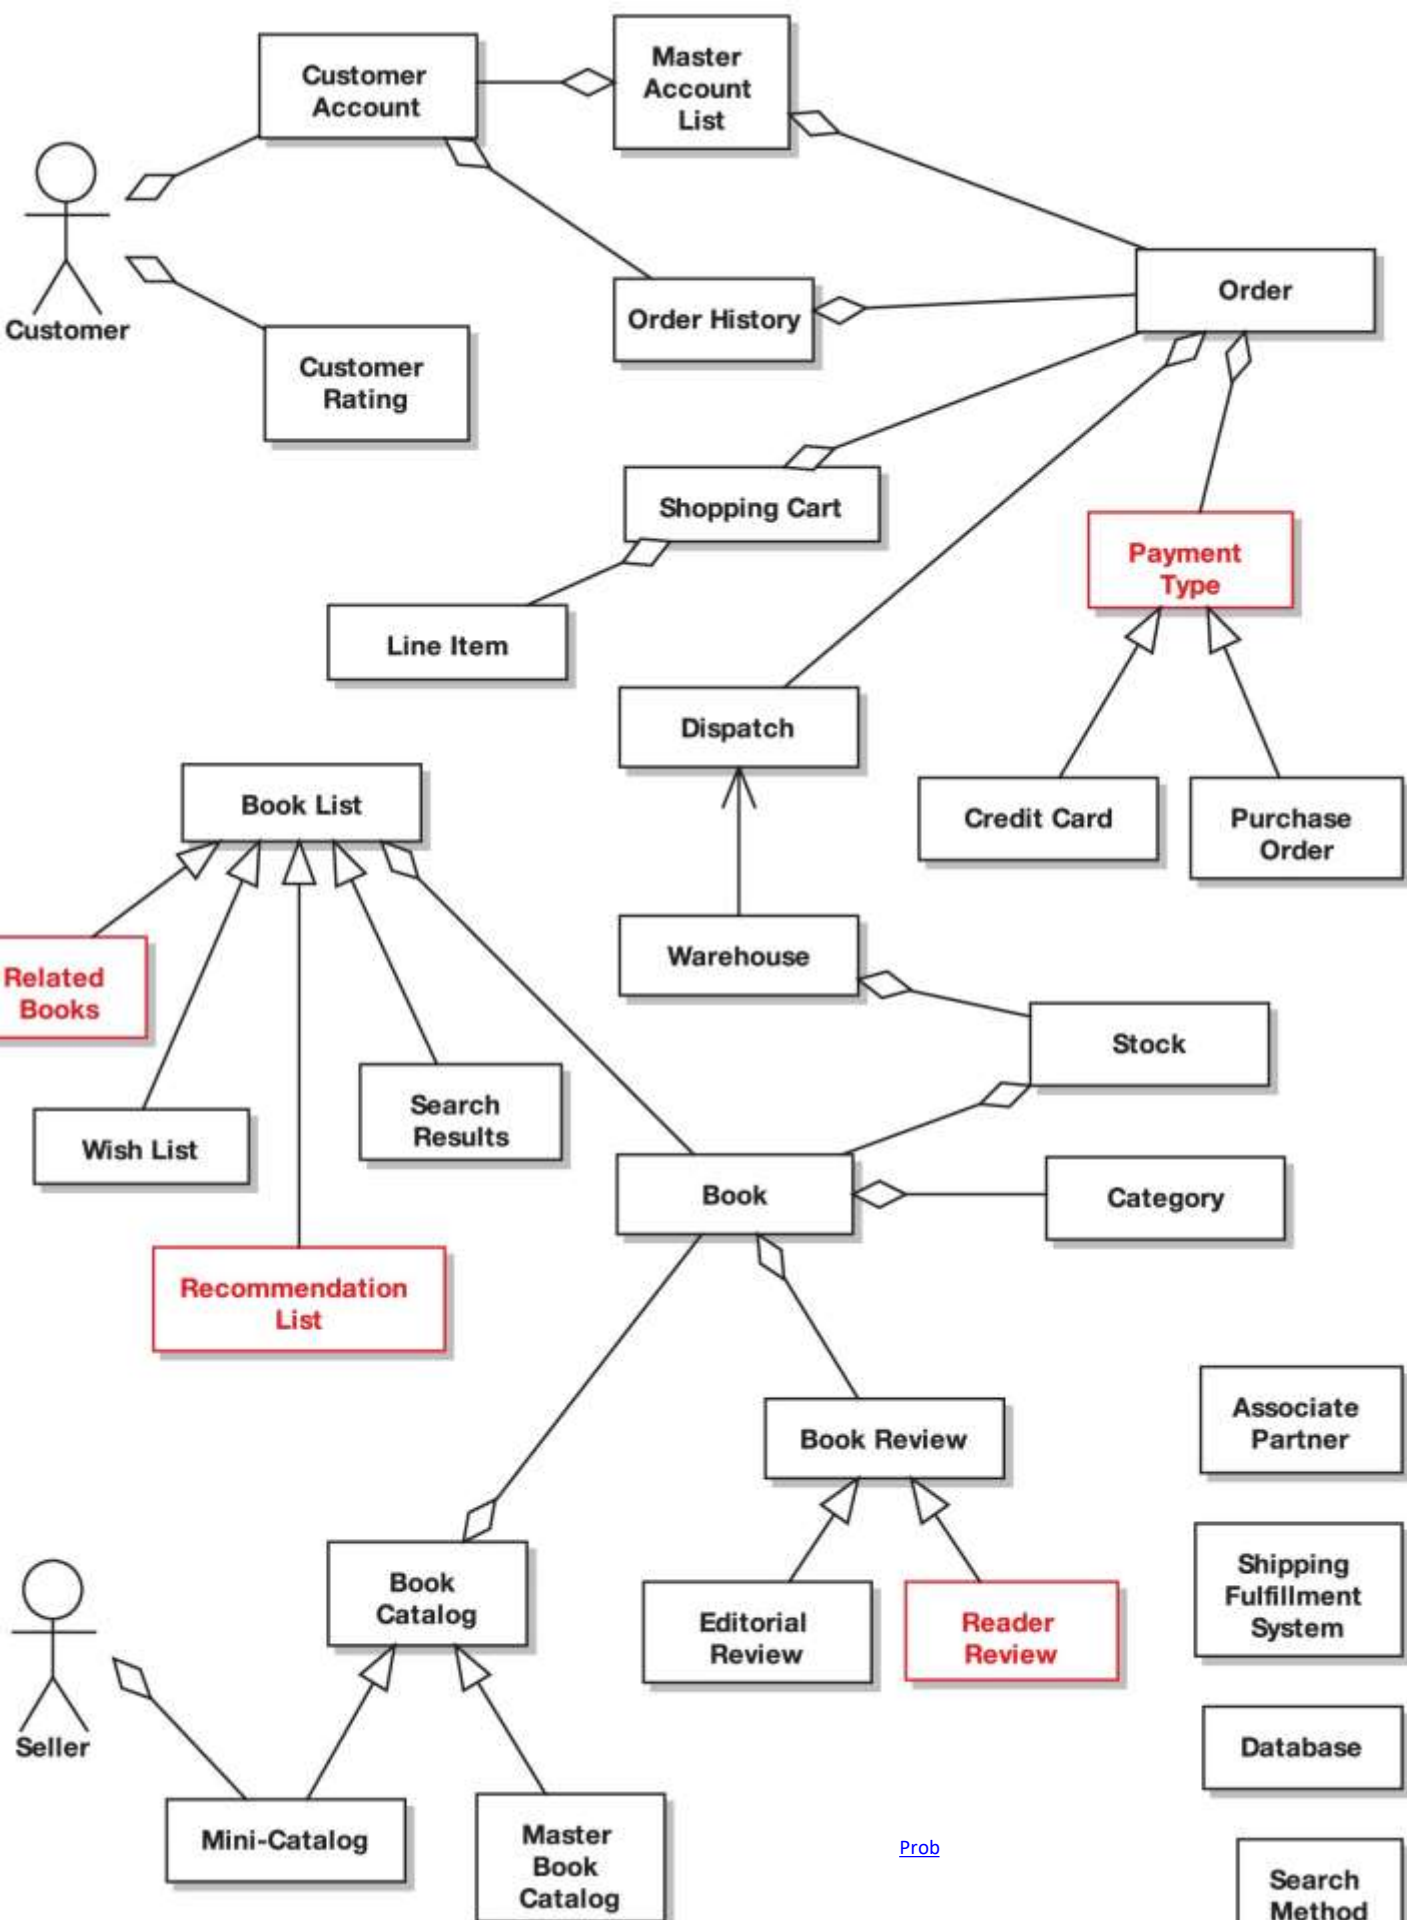 Customer
Account
Master
Account
List
Customer
Order History
Order
Customer
Rating
Shopping Cart
Payment
Type
Line Item
Dispatch
Book List
Credit Card
Purchase
Order
Related
Books
Warehouse
Stock
Search
Results
Wish List
Book
Category
Recommendation
List
Book Review
Associate
Partner
Book
Catalog
Editorial
Review
Reader
Review
Shipping
Fulfillment
System
Seller
Database
Mini-Catalog
Master
Book
Catalog
Prob
Search
Method